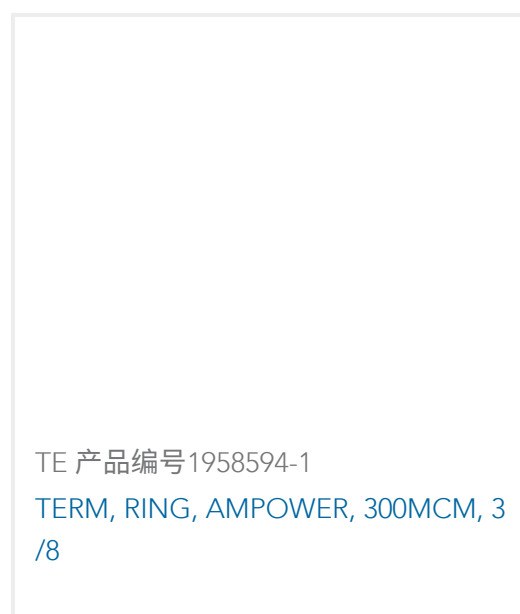 TE 产品编号1958594-1
TERM, RING, AMPOWER, 300MCM, 3
/8